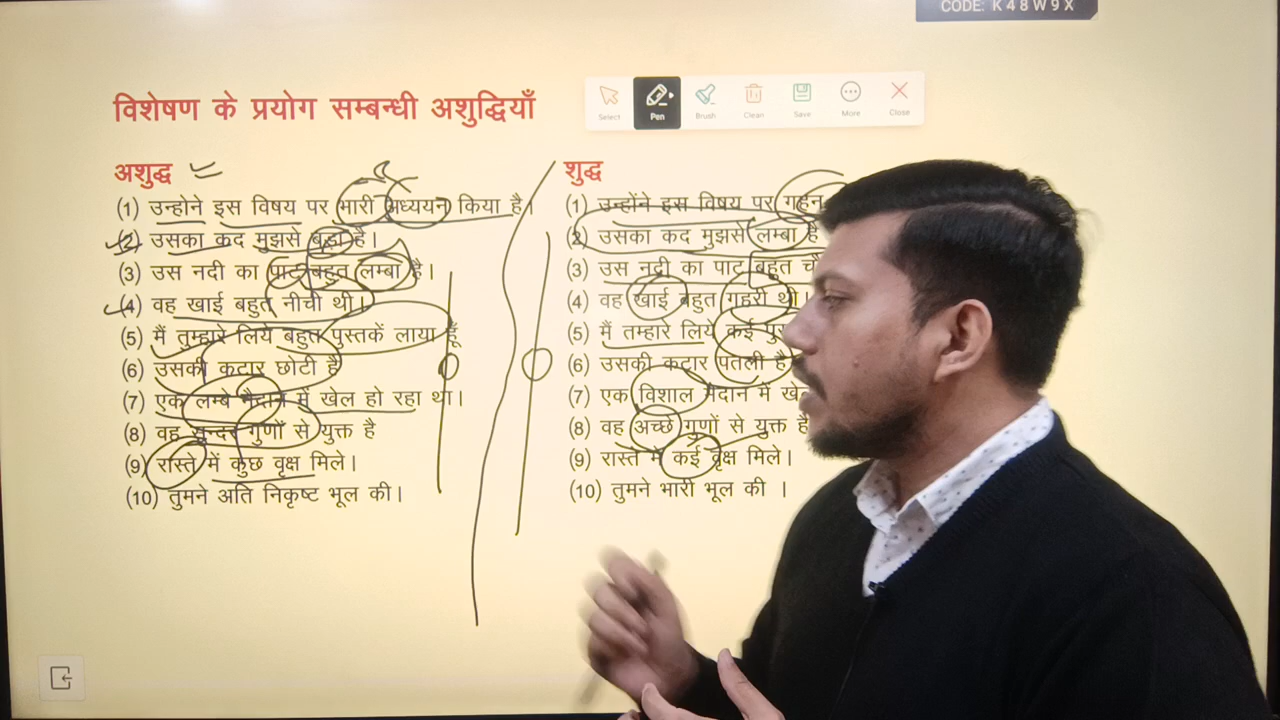 CODE: K48W9X
विशेषण के प्रयोग सम्बन्धी अशुद्धियाँ
Select
Pen
Brush
Clean
Save
More
Close
अशुद्ध
(1) उन्होने इस विषय पर भारी अध्ययन किया है।
(2) उसका कद मुझसे बड़ा है।
(3) उस नदी का पाट बहुत लम्बा है।
(4) वह खाई बहुत नीची थी।
(5) मैं तुम्हारे लिये बहुत पुस्तकें लाया हूँ
(6) उसकी कटार छोटी है
(7) एक लम्बे मैदान में खेल हो रहा था।
(8) वह सुन्दर गुणों से युक्त है
(9) रास्ते में कुछ वृक्ष मिले।
(10) तुमने अति निकृष्ट भूल की।
शुद्ध
(1) उन्होंने इस विषय पर गहन
(2) उसका कद मुझसे लम्बा है
(3) उस नदी का पाट बहुत
(4) वह खाई बहुत गहरी थी।
(5) मैं तुम्हारे लिये कई
(6) उसकी कटार पतली है
(7) एक विशाल मैदान में
(8) वह अच्छे गुणों से युक्त है
(9) रास्ते में कई वृक्ष मिले।
(10) तुमने भारी भूल की ।